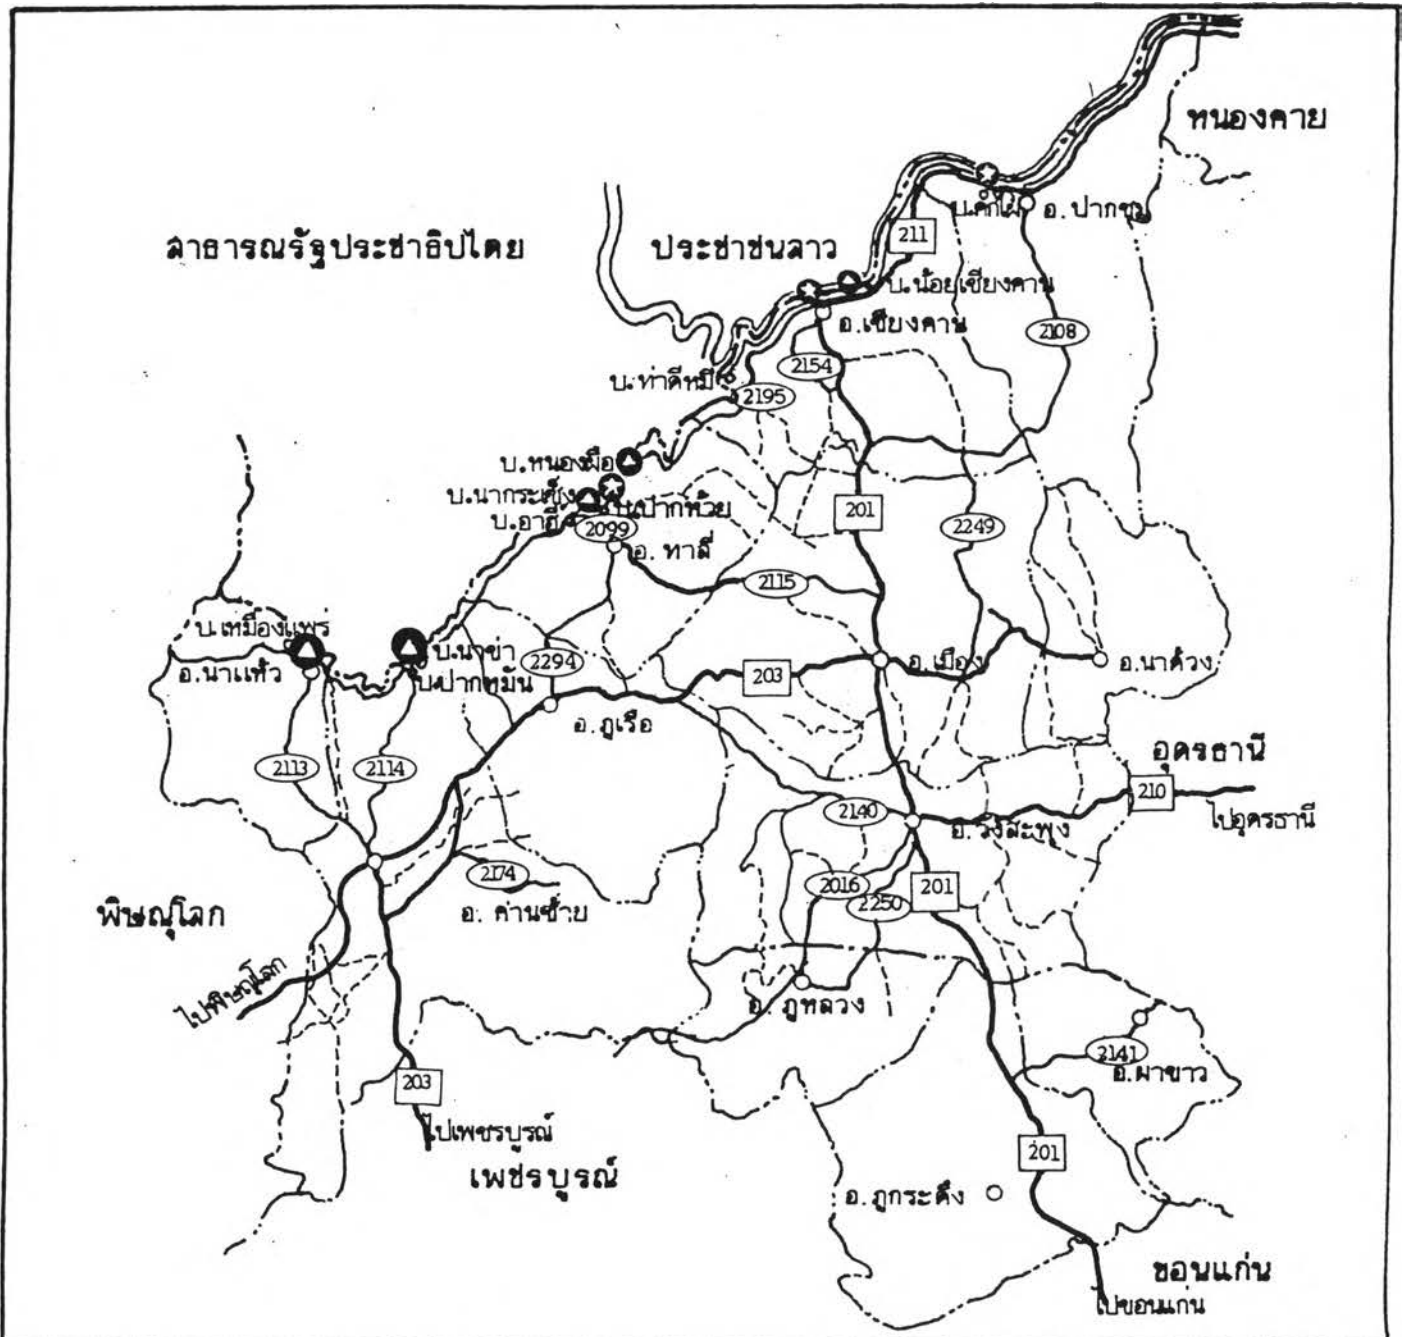 หนองคาย
สาธารณรัฐประชาธิปไตย ประชาชนลาว
211
อ.ปากชม
บ.น้อยเชียงคาน
อ.เชียงคาน
2108
2154
บ.ท่าดีหมี
2195
บ.หนองผือ
บ.นากระเซ็ง
บ.ปากห้วย
บ.อาฮี
2099
201
2249
อ.ท่าลี่
2115
บ.เหมืองแพร่
อ.นาแห้ว
บ.นาข่า
บ.ปากหมัน
2294
203
อ.เมือง
อ.นาด้วง
อ.ภูเรือ
2113
2114
อุดรธานี
210
ไปอุดรธานี
2140
อ.วังสะพุง
2174
2016
2250
201
อ. ด่านซ้าย
พิษณุโลก
ไปพิษณุโลก
อ. ภูหลวง
2141
อ.ผาขาว
203
ไปเพชรบูรณ์
เพชรบูรณ์
201
อ.ภูกระดึง
ขอนแก่น
ไปขอนแก่น